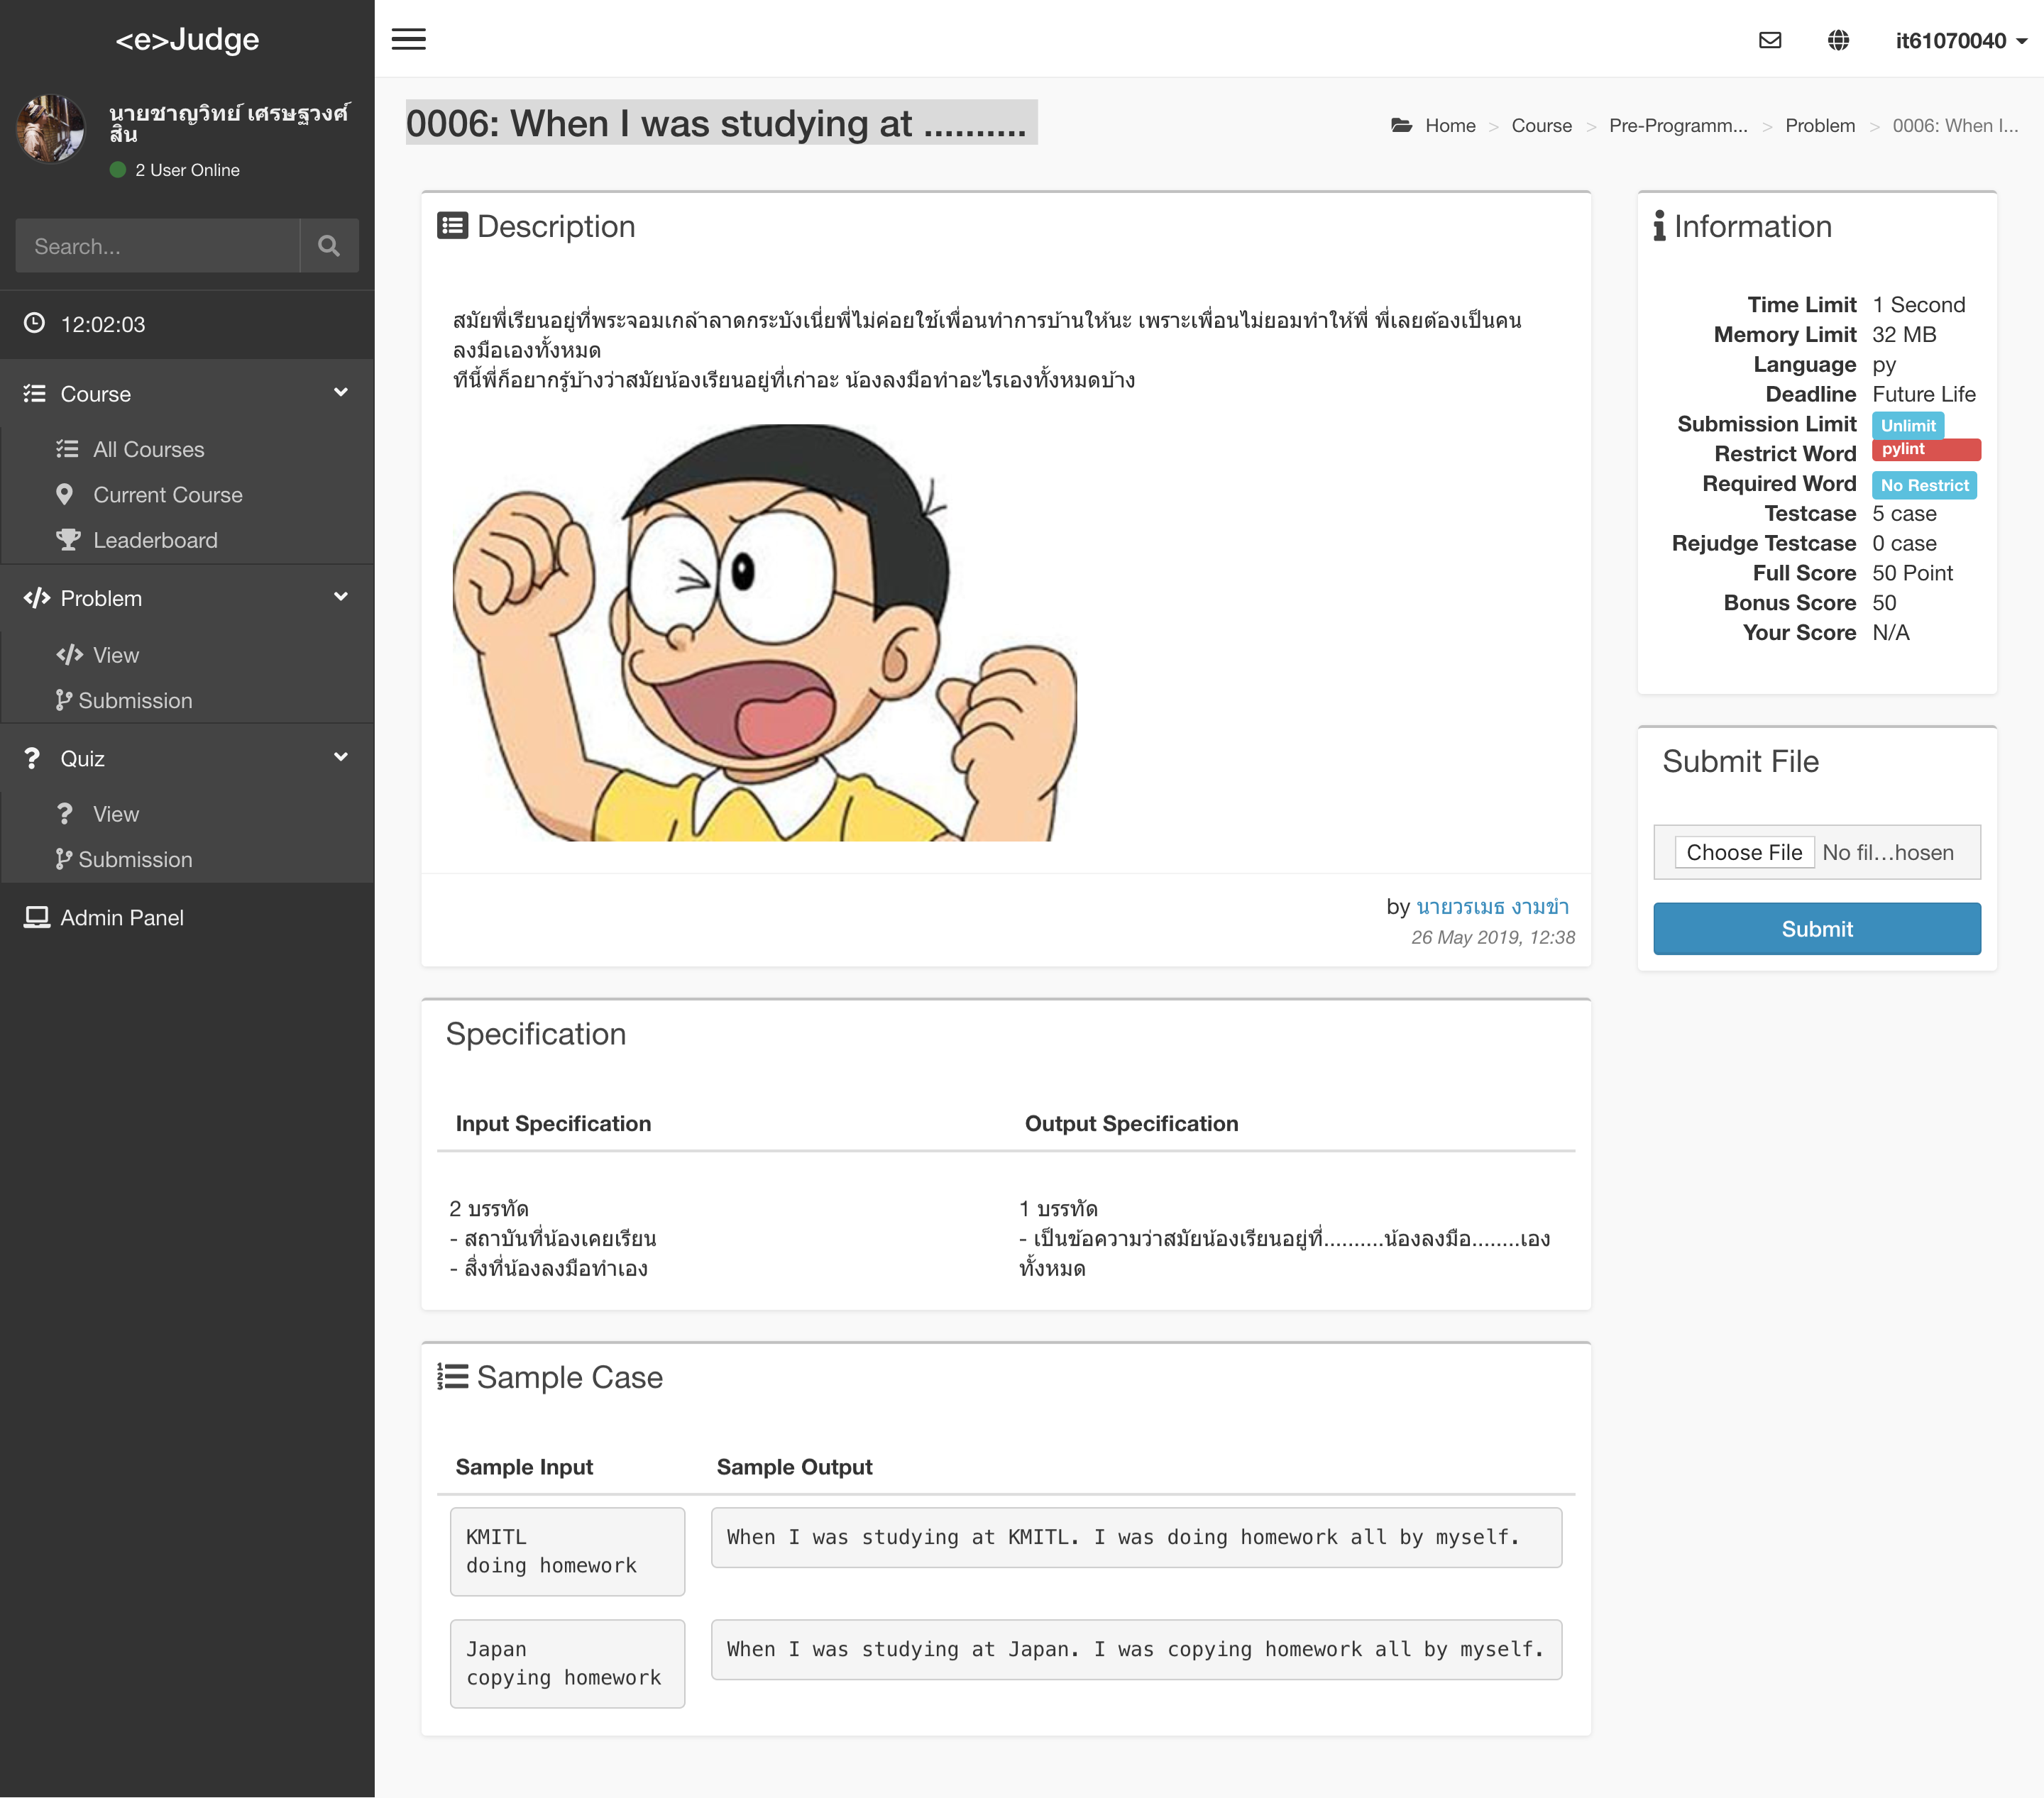 <e>Judge
it61070040
นายชาญวิทย์ เศรษฐวงศ์
สิน
2 User Online
Search...
12:02:03
Course
All Courses
Current Course
Leaderboard
Problem
View
Submission
Quiz
View
Submission
Admin Panel
0006: When I was studying at ..........
Home > Course > Pre-Programm... > Problem > 0006: When I...
Description
สมัยพี่เรียนอยู่ที่พระจอมเกล้าลาดกระบังเนี่ยพี่ไม่ค่อยใช้เพื่อนทำการบ้านให้นะ เพราะเพื่อนไม่ยอมทำให้พี่ พี่เลยต้องเป็นคน
ลงมือเองทั้งหมด
ทีนี้พี่ก็อยากรู้บ้างว่าสมัยน้องเรียนอยู่ที่เก่าอะ น้องลงมือทำอะไรเองทั้งหมดบ้าง
by นายวรเมธ งามขำ
26 May 2019, 12:38
Information
Time Limit 1 Second
Memory Limit 32 MB
Language py
Deadline Future Life
Submission Limit Unlimit
Restrict Word pylint
Required Word No Restrict
Testcase 5 case
Rejudge Testcase 0 case
Full Score 50 Point
Bonus Score 50
Your Score N/A
Submit File
Choose File No fil...hosen
Submit
Specification
Input Specification
2 บรรทัด
- สถาบันที่น้องเคยเรียน
- สิ่งที่น้องลงมือทำเอง
Output Specification
1 บรรทัด
- เป็นข้อความว่าสมัยน้องเรียนอยู่ที่..........น้องลงมือ........เอง
ทั้งหมด
Sample Case
Sample Input Sample Output
KMITL
doing homework
When I was studying at KMITL. I was doing homework all by myself.
Japan
copying homework
When I was studying at Japan. I was copying homework all by myself.